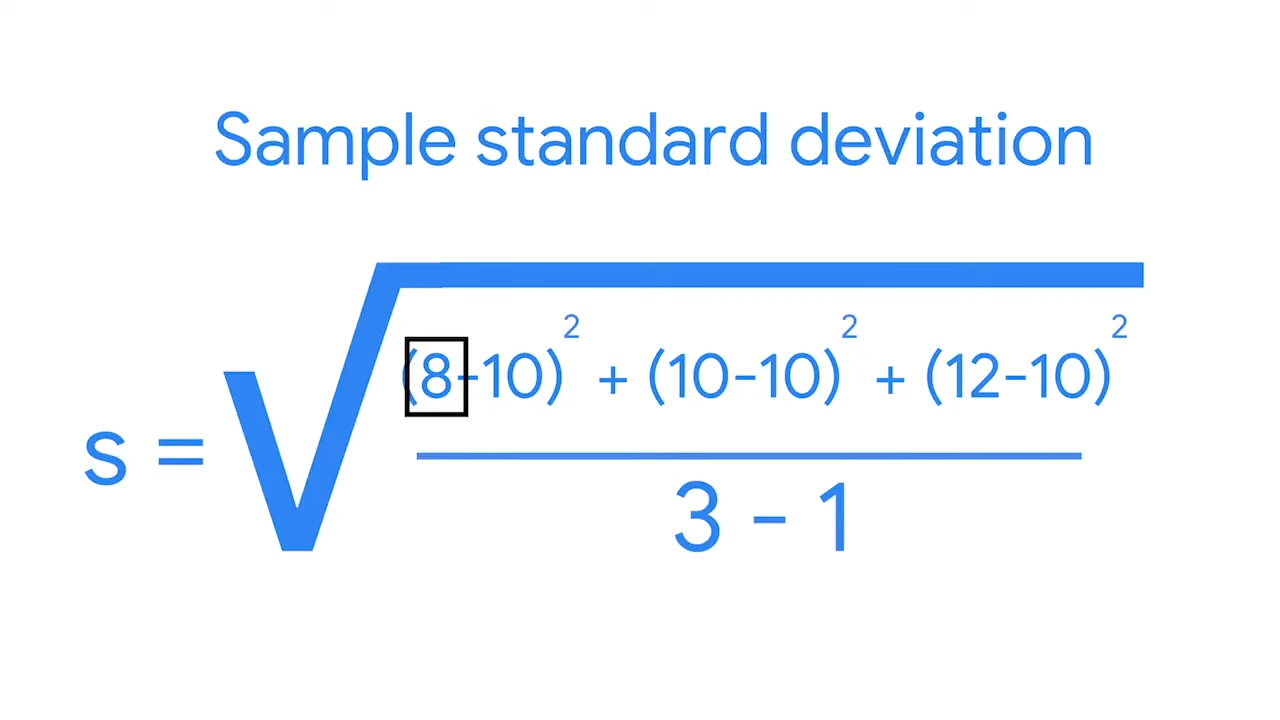 Sample standard deviation
s = √
(8-10)² + (10-10)² + (12-10)²
3 - 1